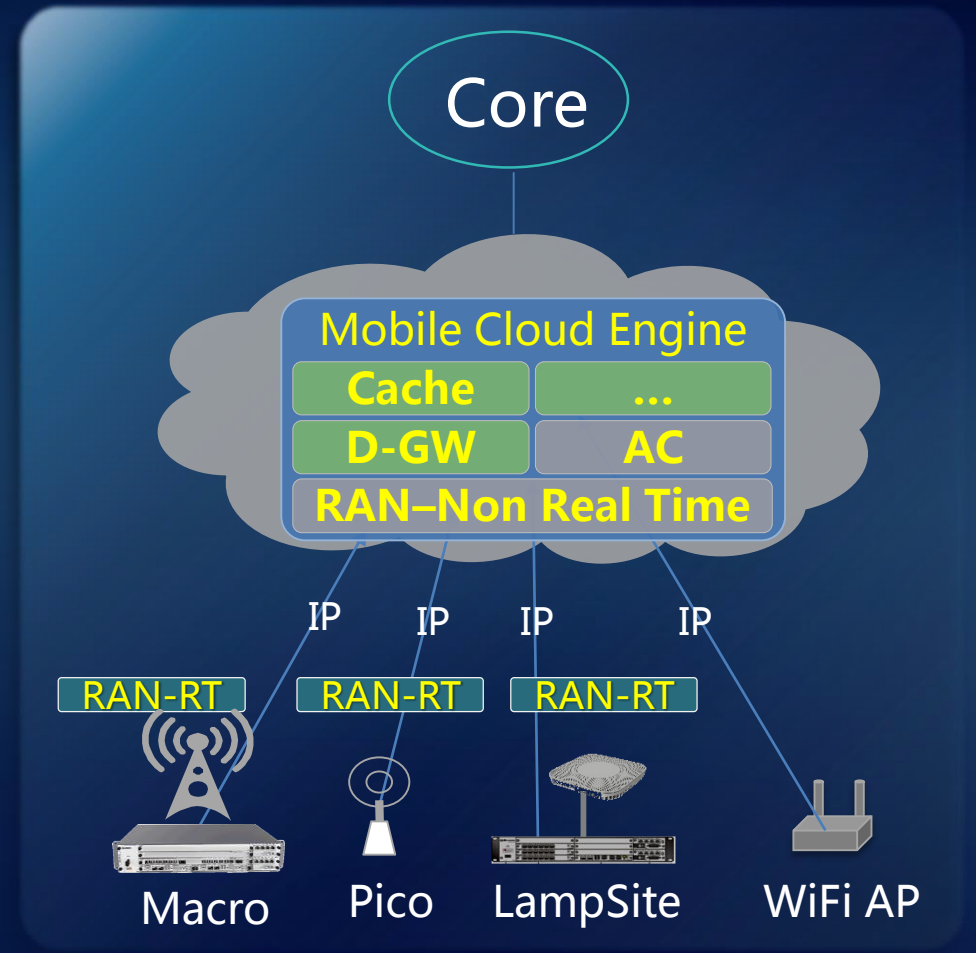 Core
Mobile Cloud Engine
Cache
...
D-GW
AC
RAN–Non Real Time
IP
IP
IP
IP
RAN-RT
RAN-RT
RAN-RT
Macro
Pico
LampSite
WiFi AP